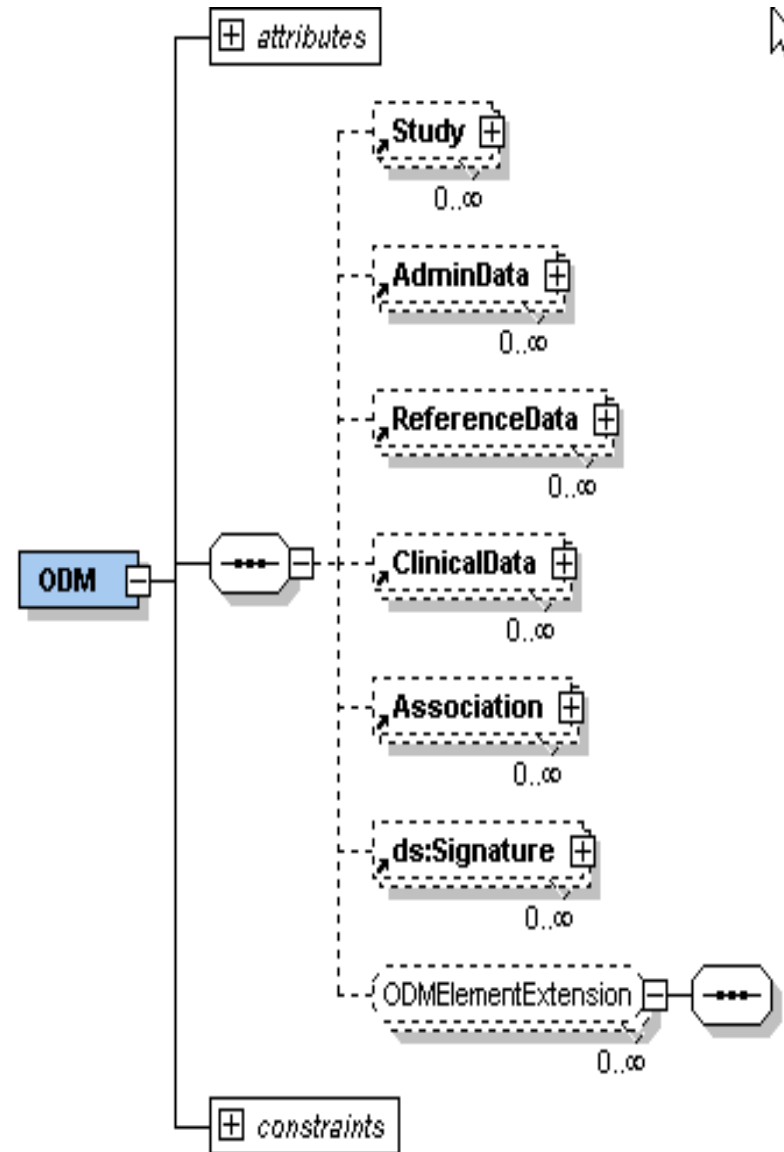 attributes
Study
0..∞
AdminData
0..∞
ReferenceData
0..∞
ODM
ClinicalData
0..∞
Association
0..∞
ds:Signature
0..∞
ODMElementExtension
0..∞
constraints